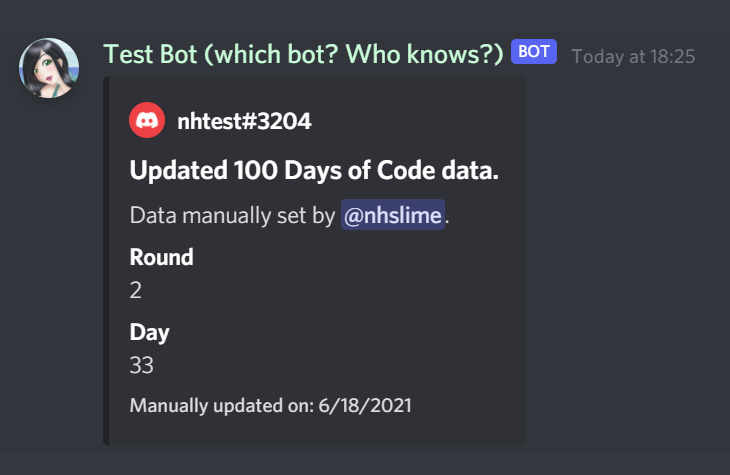 Test Bot (which bot? Who knows?) BOT Today at 18:25
nhtest#3204
Updated 100 Days of Code data.
Data manually set by @nhslime.
Round
2
Day
33
Manually updated on: 6/18/2021